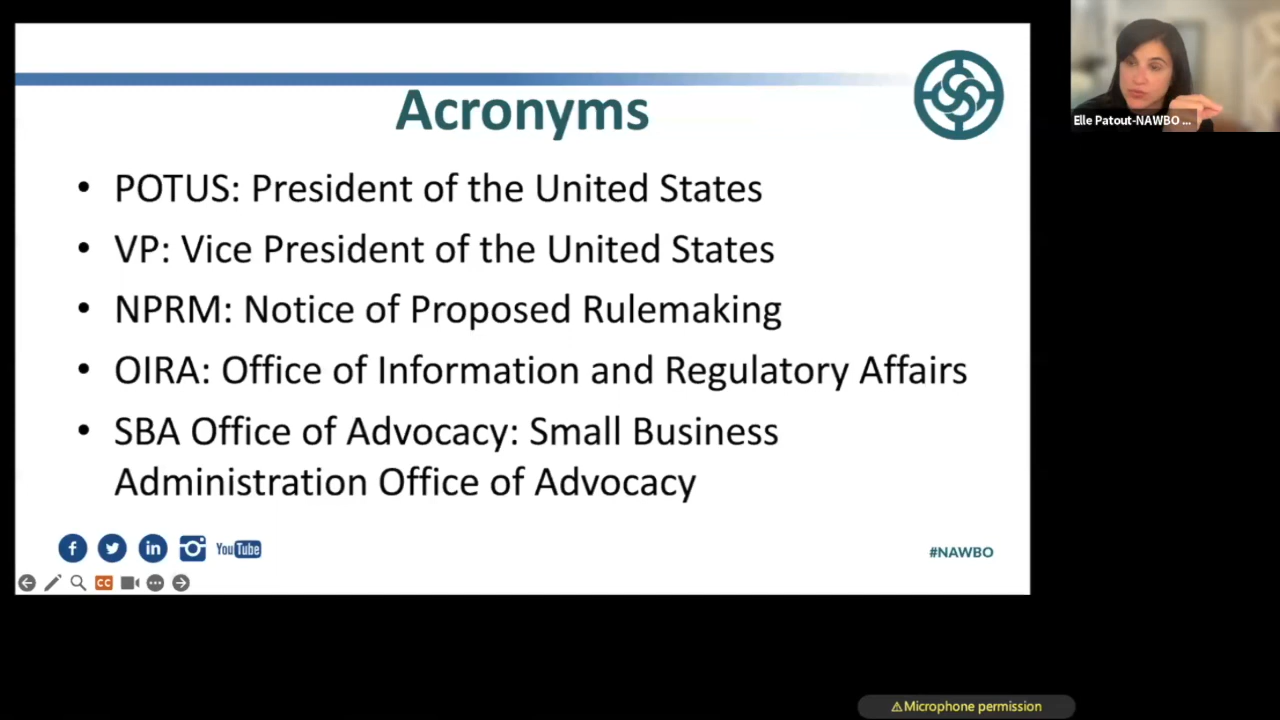 Acronyms
• POTUS: President of the United States
• VP: Vice President of the United States
• NPRM: Notice of Proposed Rulemaking
• OIRA: Office of Information and Regulatory Affairs
• SBA Office of Advocacy: Small Business
Administration Office of Advocacy
YouTube
#NAWBO
CC
Elle Patout-NAWBO ...
⚠Microphone permission